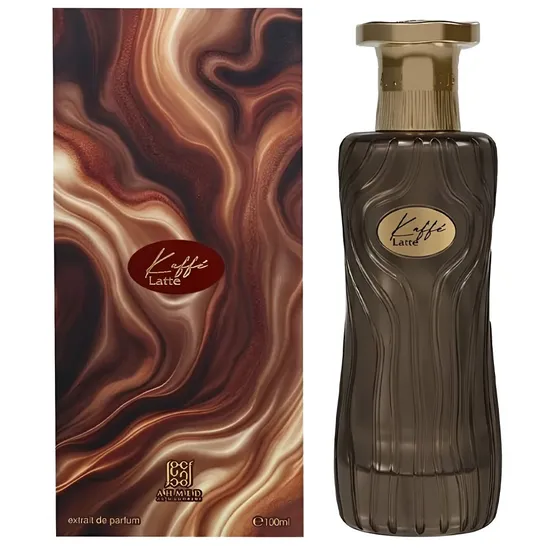 Kaffé
Latte
AHMED
extrait de parfum
℮100ml
Kaffé
Latte